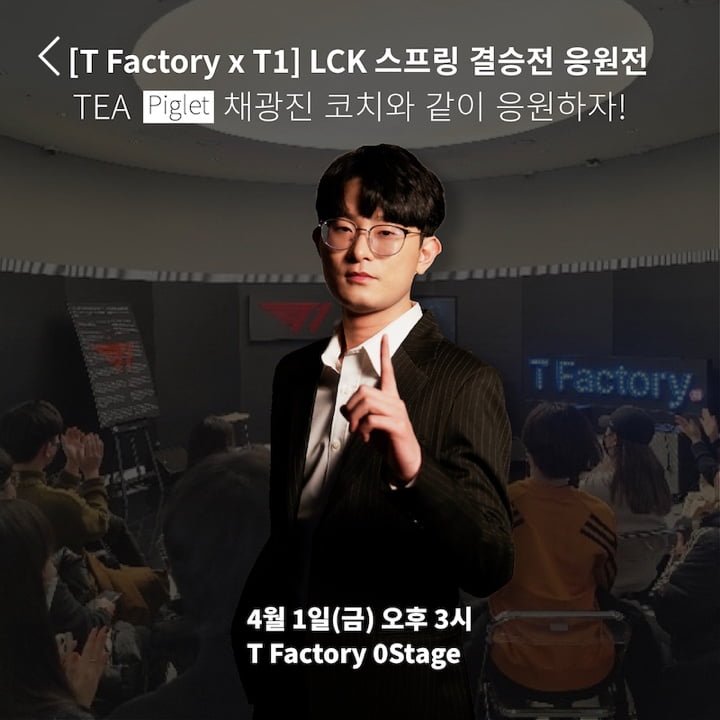 [T Factory x T1] LCK 스프링 결승전 응원전
TEA Piglet 채광진 코치와 같이 응원하자!
T Factory
4월 1일(금) 오후 3시
T Factory 0Stage